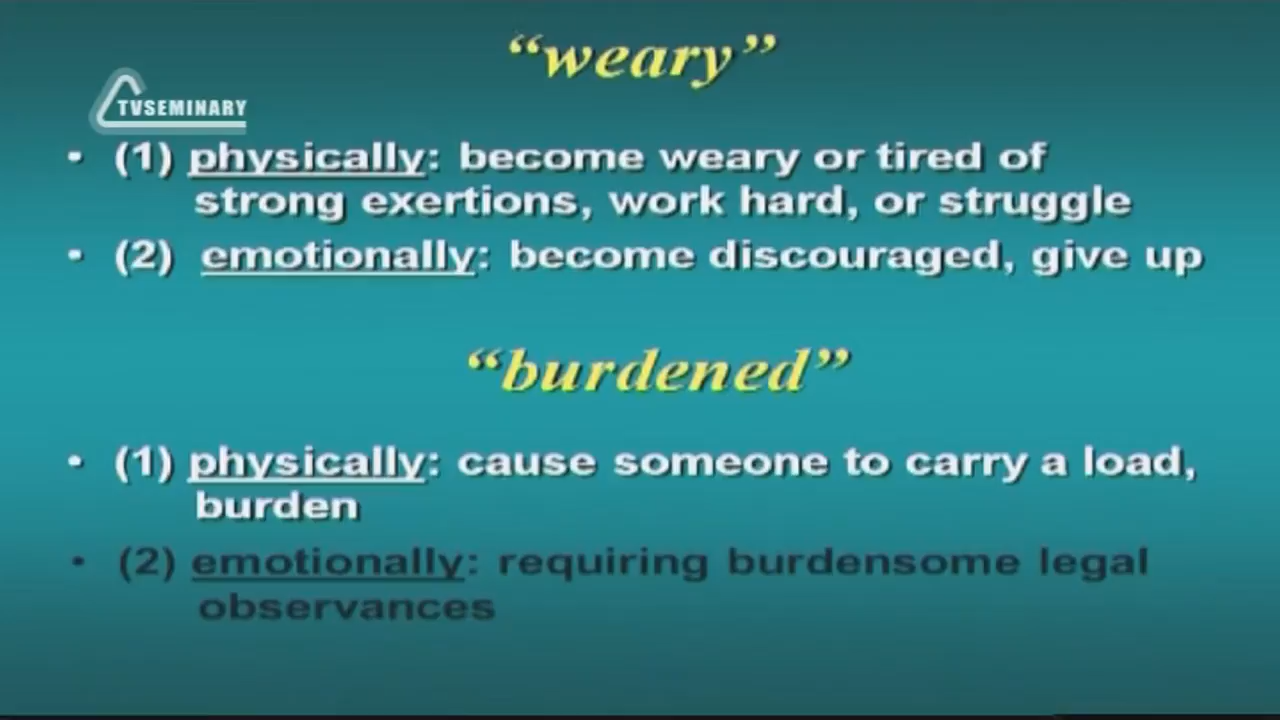 “weary”
TVSEMINARY
• (1) physically: become weary or tired of
strong exertions, work hard, or struggle
• (2) emotionally: become discouraged, give up
“burdened”
• (1) physically: cause someone to carry a load,
burden
• (2) emotionally: requiring burdensome legal
observances